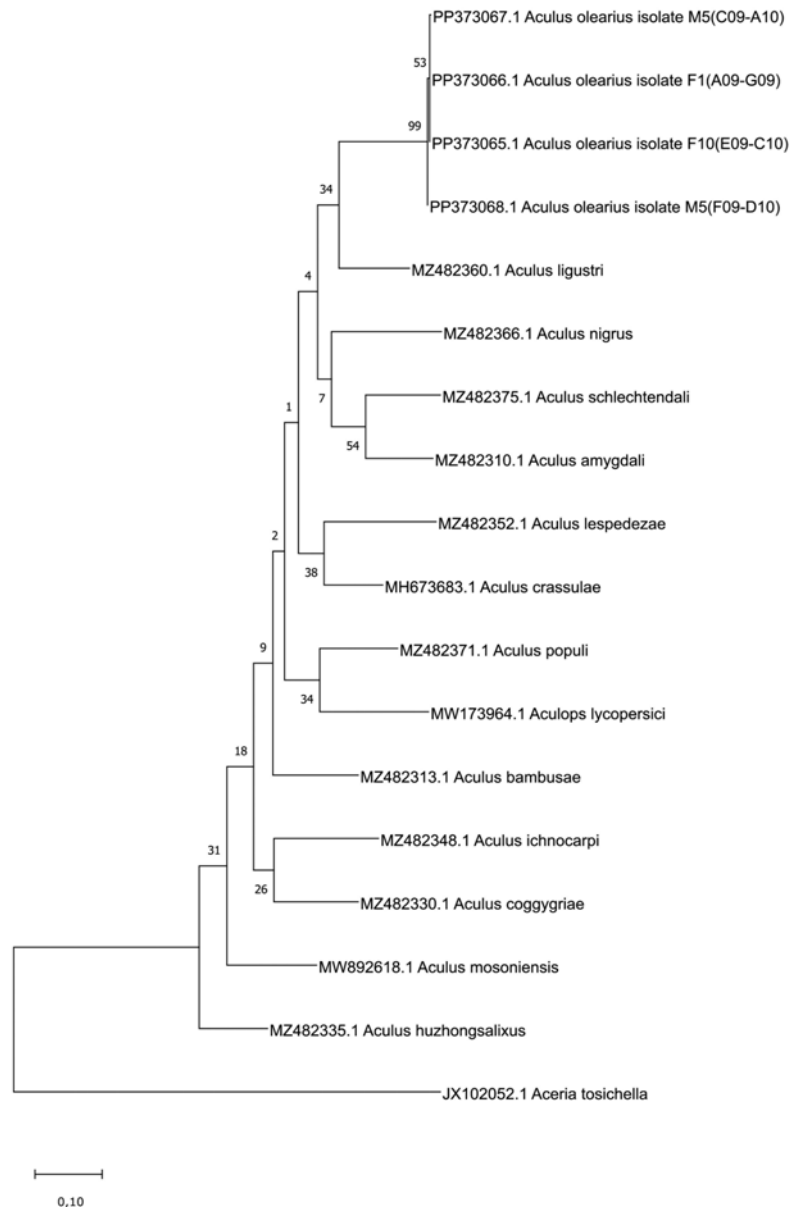 PP373067.1 Aculus olearius isolate M5(C09-A10)
53
PP373066.1 Aculus olearius isolate F1(A09-G09)
99
PP373065.1 Aculus olearius isolate F10(E09-C10)
34
PP373068.1 Aculus olearius isolate M5(F09-D10)
MZ482360.1 Aculus ligustri
4
MZ482366.1 Aculus nigrus
7
MZ482375.1 Aculus schlechtendali
1
54
MZ482310.1 Aculus amygdali
MZ482352.1 Aculus lespedezae
2
38
MH673683.1 Aculus crassulae
9
MZ482371.1 Aculus populi
34
MW173964.1 Aculops lycopersici
18
MZ482313.1 Aculus bambusae
MZ482348.1 Aculus ichnocarpi
31
26
MZ482330.1 Aculus coggygriae
MW892618.1 Aculus mosoniensis
MZ482335.1 Aculus huzhongsalixus
JX102052.1 Aceria tosichella
0,10